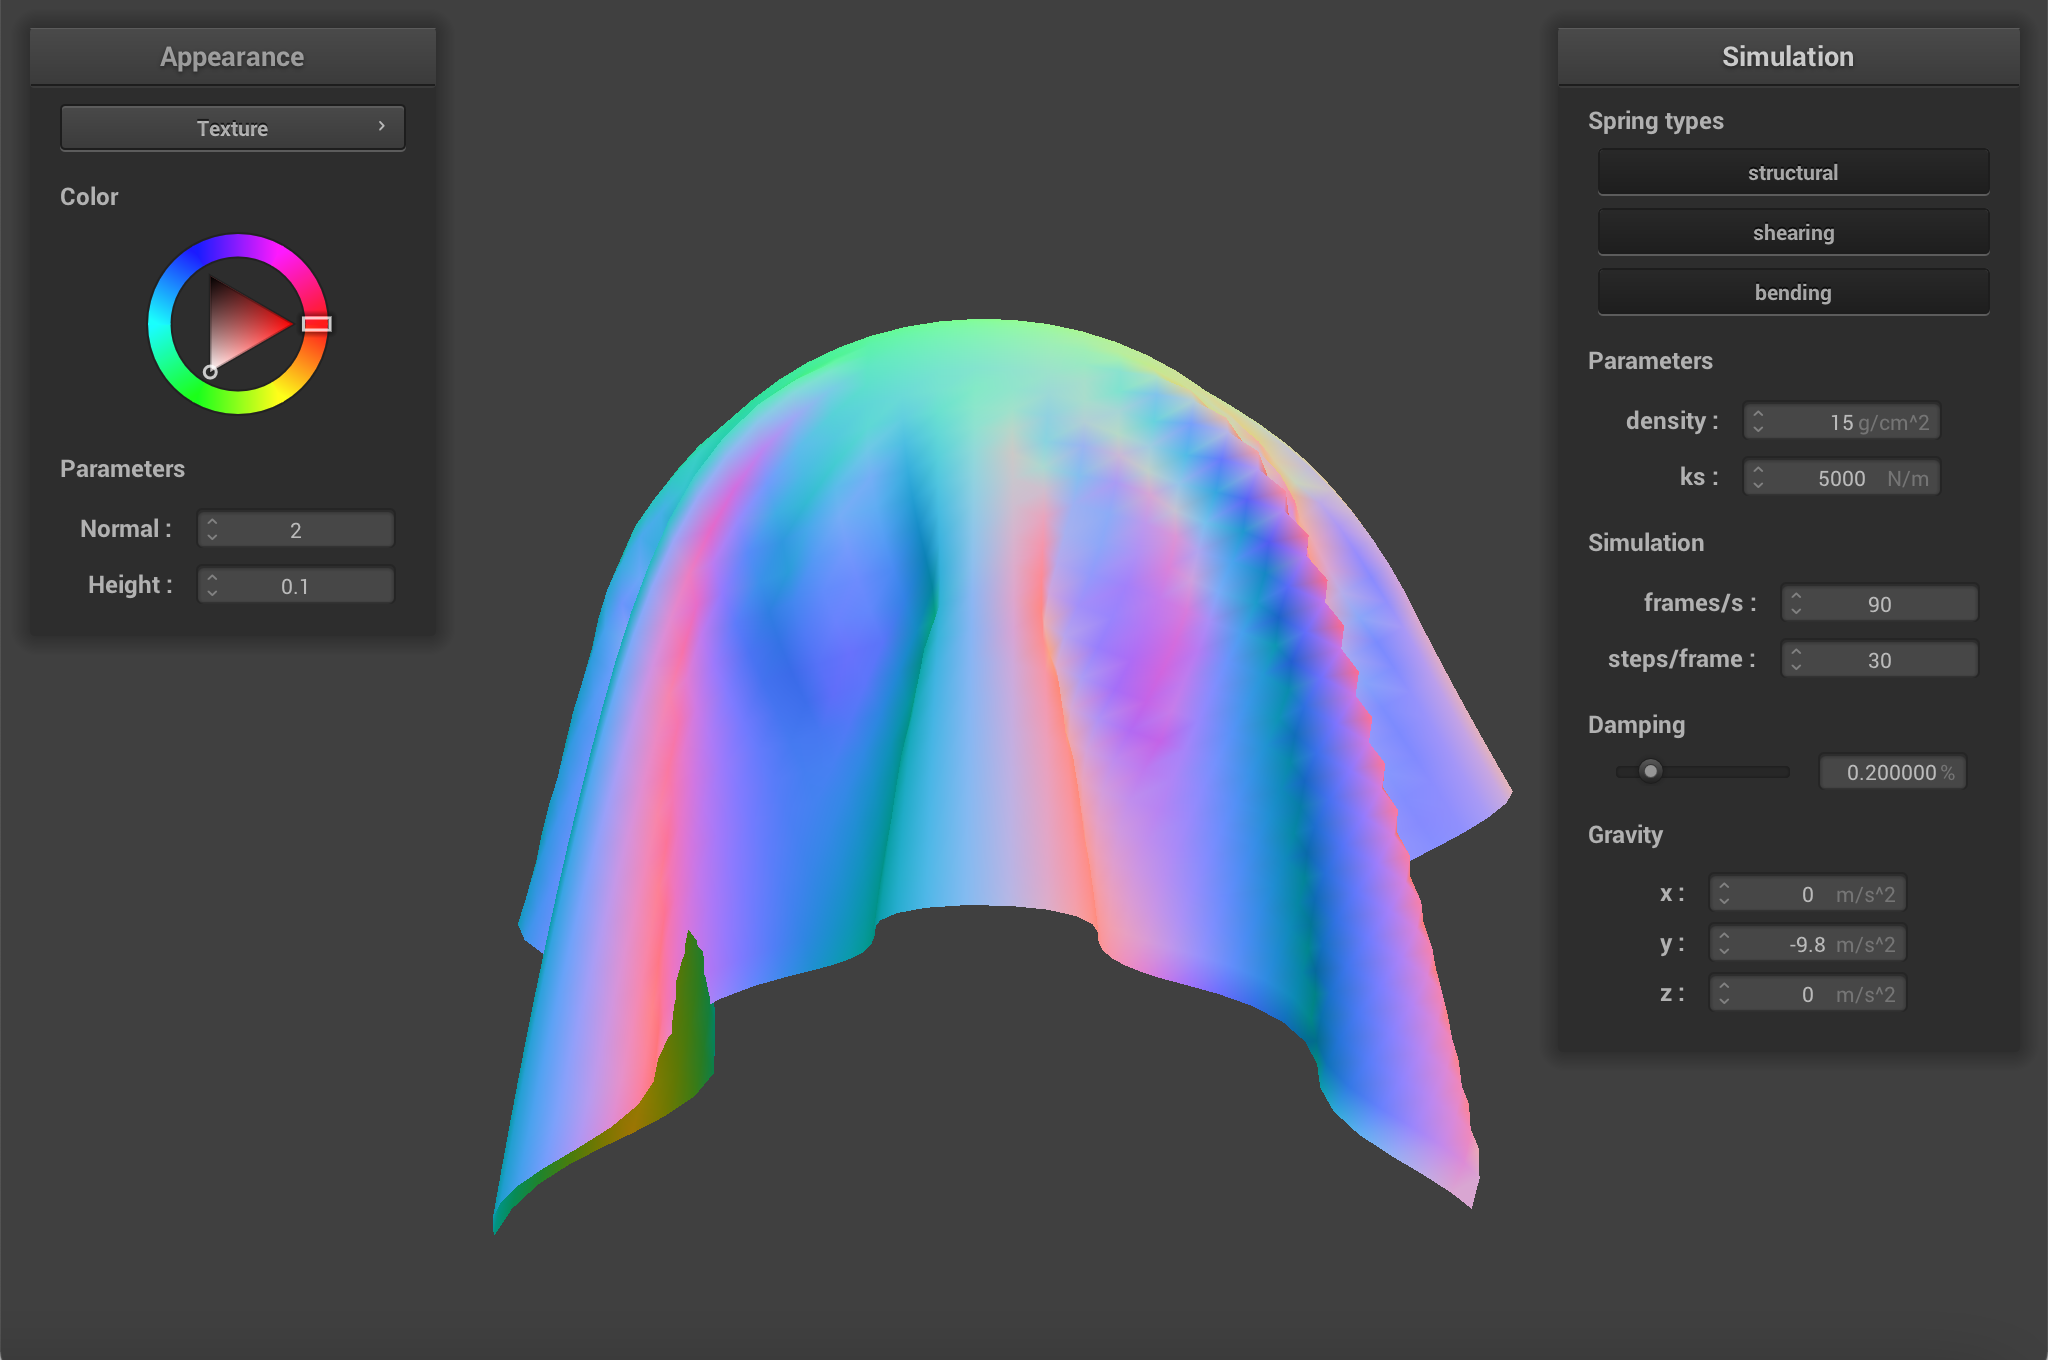 Appearance
Texture
Color
Parameters
Normal : 2
Height : 0.1
Simulation
Spring types
structural
shearing
bending
Parameters
density : 15 g/cm^2
ks : 5000 N/m
Simulation
frames/s : 90
steps/frame : 30
Damping
0.200000 %
Gravity
x : 0 m/s^2
y : -9.8 m/s^2
z : 0 m/s^2